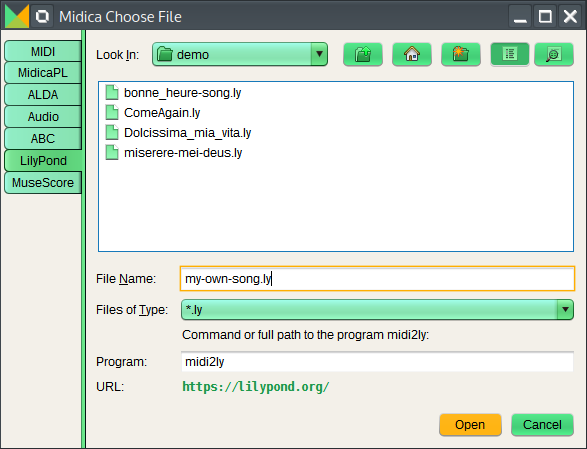 Midica Choose File
MIDI
MidicaPL
ALDA
Audio
ABC
LilyPond
MuseScore
Look In: demo
bonne_heure-song.ly
ComeAgain.ly
Dolcissima_mia_vita.ly
miserere-mei-deus.ly
File Name: my-own-song.ly
Files of Type: *.ly
Command or full path to the program midi2ly:
Program: midi2ly
URL: https://lilypond.org/
Open Cancel